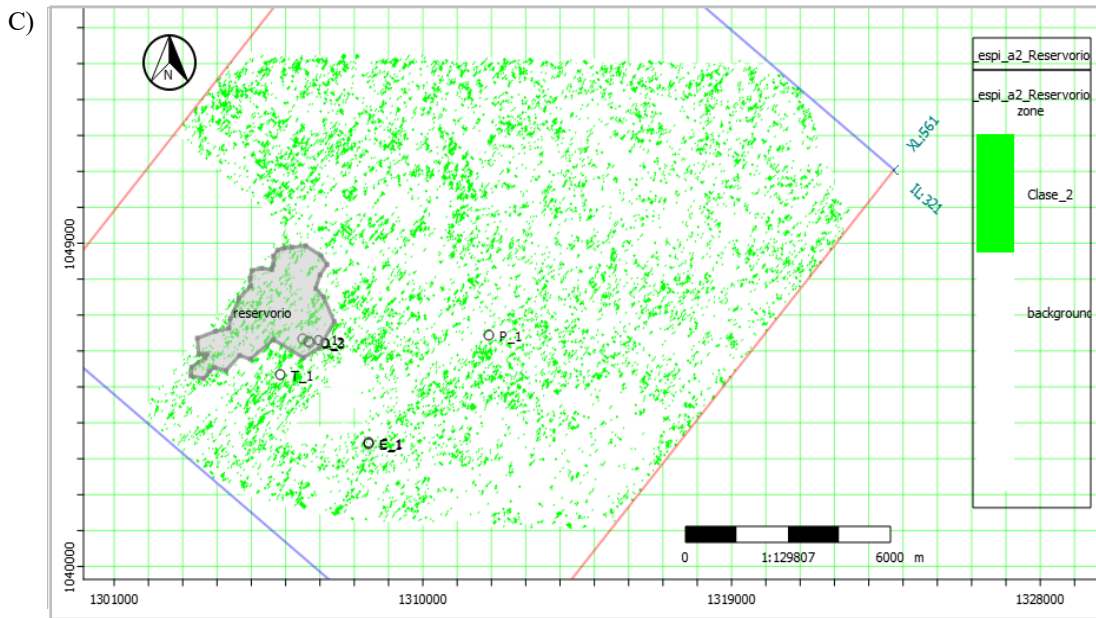 C)
N
_espi_a2_Reservorio
_espi_a2_Reservorio
zone
Clase_2
background
XL:561
IL:321
1049000
1040000
reservorio
P_1
T_1
E_1
0
1:129807
6000 m
1301000
1310000
1319000
1328000